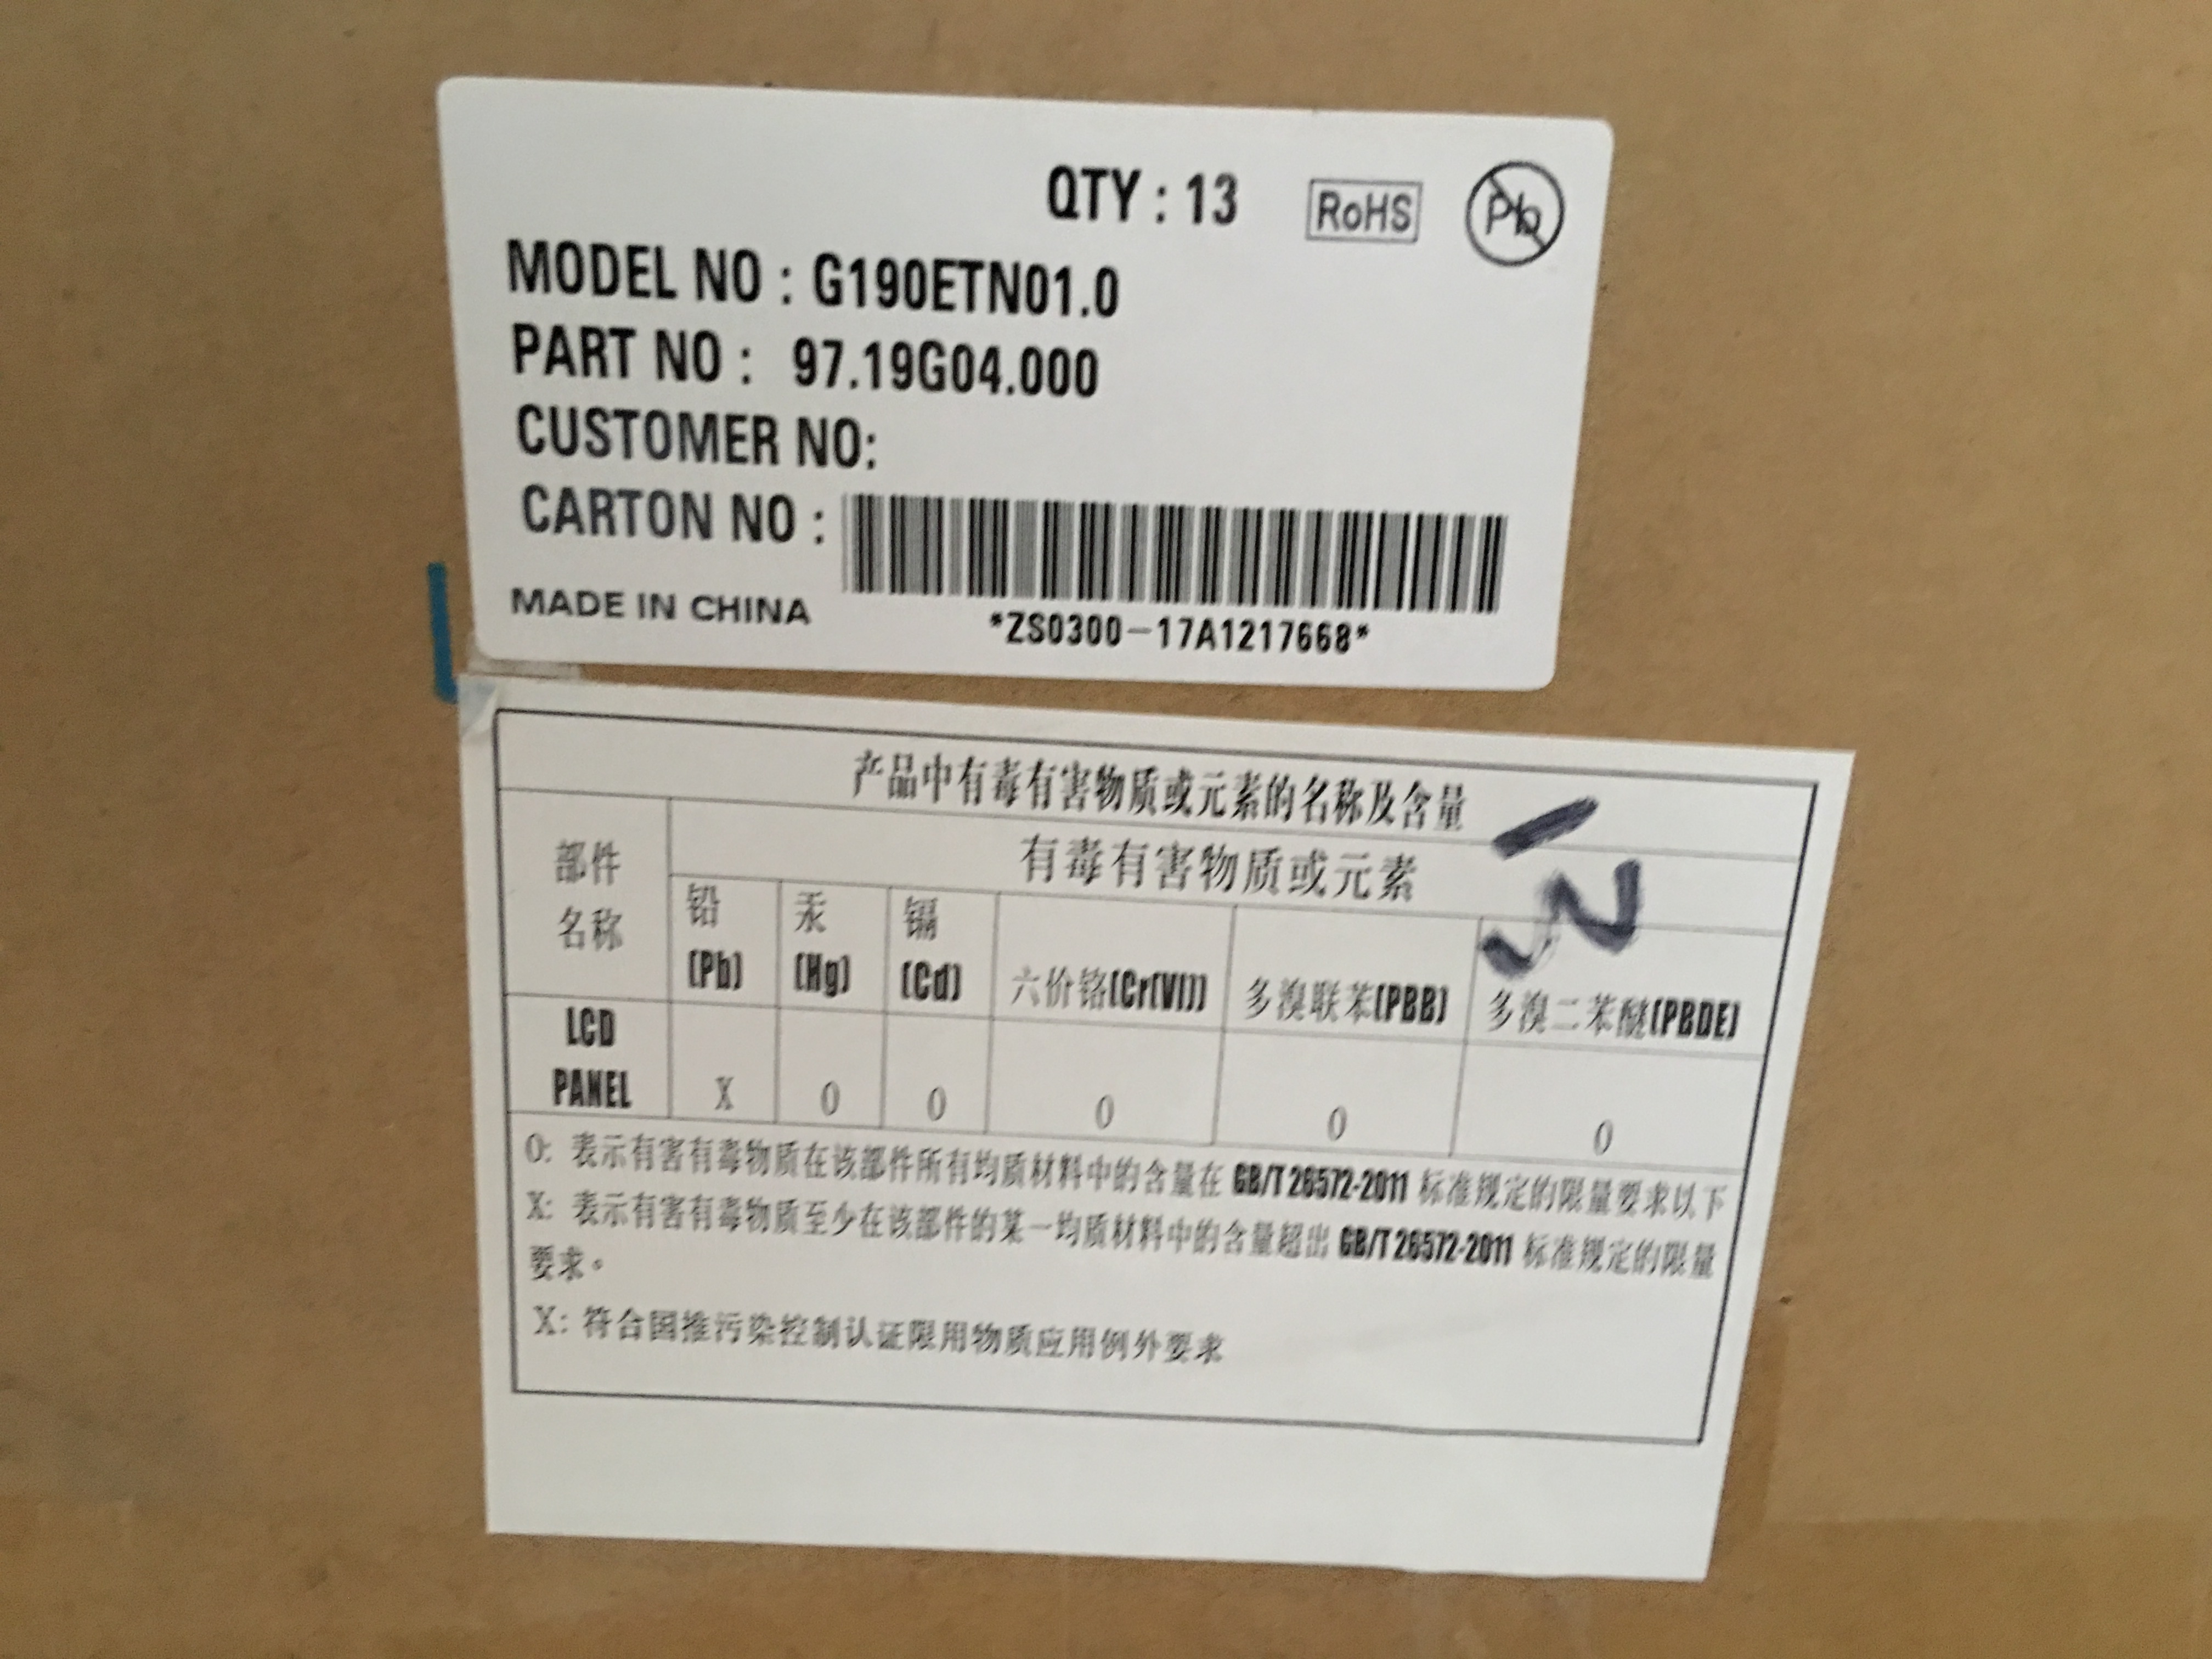 QTY : 13 RoHS Pb
MODEL NO : G190ETN01.0
PART NO : 97.19G04.000
CUSTOMER NO:
CARTON NO :
MADE IN CHINA
*ZS0300-17A1217668*
产品中有毒有害物质或元素的名称及含量
部件
名称
有毒有害物质或元素
铅
(Pb)
汞
(Hg)
镉
(Cd)
六价铬(Cr(VI))
多溴联苯(PBB)
多溴二苯醚(PBDE)
LCD
PANEL
X 0 0 0 0 0
0: 表示有害有毒物质在该部件所有均质材料中的含量在 GB/T 26572-2011 标准规定的限量要求以下
X: 表示有害有毒物质至少在该部件的某一均质材料中的含量超出 GB/T 26572-2011 标准规定的限量
要求。
X: 符合国推污染控制认证限用物质应用例外要求